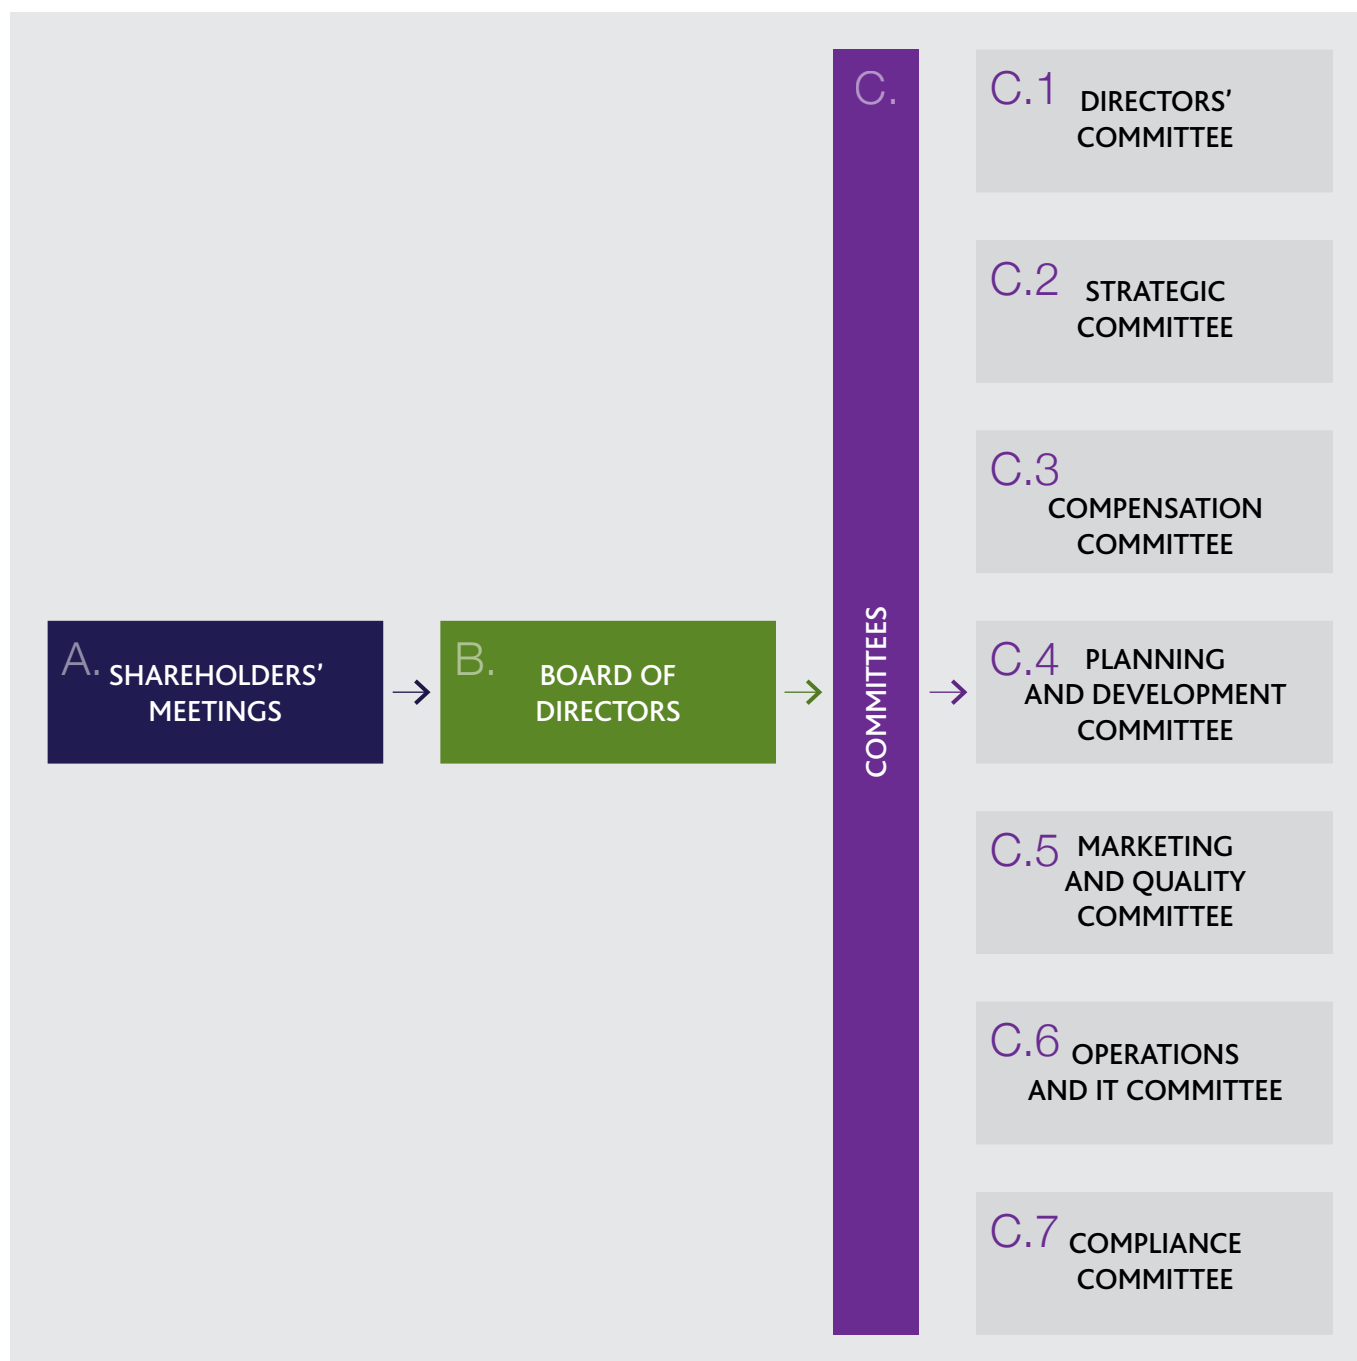 A. SHAREHOLDERS'
MEETINGS
B. BOARD OF
DIRECTORS
C.
COMMITTEES
C.1 DIRECTORS'
COMMITTEE
C.2 STRATEGIC
COMMITTEE
C.3
COMPENSATION
COMMITTEE
C.4 PLANNING
AND DEVELOPMENT
COMMITTEE
C.5 MARKETING
AND QUALITY
COMMITTEE
C.6 OPERATIONS
AND IT COMMITTEE
C.7 COMPLIANCE
COMMITTEE